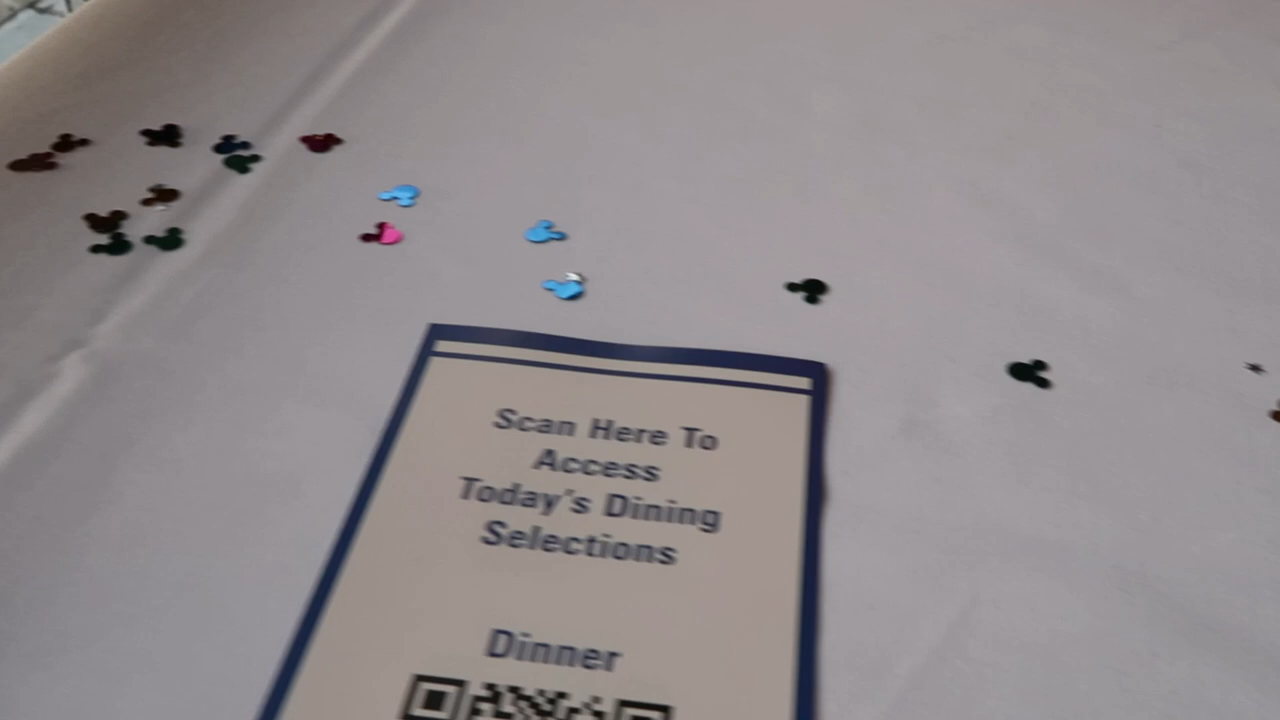 Scan Here To
Access
Today's Dining
Selections
Dinner